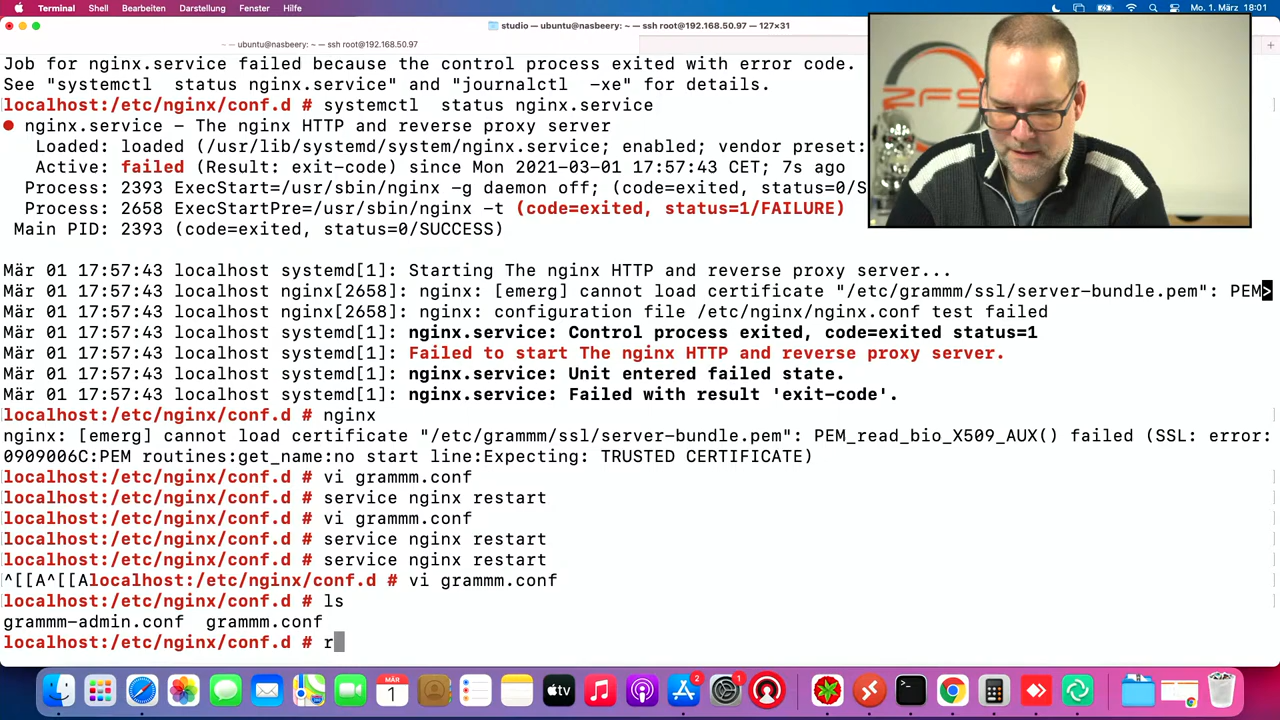 Terminal Shell Bearbeiten Darstellung Fenster Hilfe Mo. 1. März 18:01
studio — ubuntu@nasbeery: ~ — ssh root@192.168.50.97 — 127×31
~ — ubuntu@nasbeery: ~ — ssh root@192.168.50.97
Job for nginx.service failed because the control process exited with error code.
See "systemctl  status nginx.service" and "journalctl  -xe" for details.
localhost:/etc/nginx/conf.d # systemctl  status nginx.service
● nginx.service - The nginx HTTP and reverse proxy server
Loaded: loaded (/usr/lib/systemd/system/nginx.service; enabled; vendor preset:
Active: failed (Result: exit-code) since Mon 2021-03-01 17:57:43 CET; 7s ago
Process: 2393 ExecStart=/usr/sbin/nginx -g daemon off; (code=exited, status=0/S
Process: 2658 ExecStartPre=/usr/sbin/nginx -t (code=exited, status=1/FAILURE)
Main PID: 2393 (code=exited, status=0/SUCCESS)
Mär 01 17:57:43 localhost systemd[1]: Starting The nginx HTTP and reverse proxy server...
Mär 01 17:57:43 localhost nginx[2658]: nginx: [emerg] cannot load certificate "/etc/grammm/ssl/server-bundle.pem": PEM>
Mär 01 17:57:43 localhost nginx[2658]: nginx: configuration file /etc/nginx/nginx.conf test failed
Mär 01 17:57:43 localhost systemd[1]: nginx.service: Control process exited, code=exited status=1
Mär 01 17:57:43 localhost systemd[1]: Failed to start The nginx HTTP and reverse proxy server.
Mär 01 17:57:43 localhost systemd[1]: nginx.service: Unit entered failed state.
Mär 01 17:57:43 localhost systemd[1]: nginx.service: Failed with result 'exit-code'.
localhost:/etc/nginx/conf.d # nginx
nginx: [emerg] cannot load certificate "/etc/grammm/ssl/server-bundle.pem": PEM_read_bio_X509_AUX() failed (SSL: error:
0909006C:PEM routines:get_name:no start line:Expecting: TRUSTED CERTIFICATE)
localhost:/etc/nginx/conf.d # vi grammm.conf
localhost:/etc/nginx/conf.d # service nginx restart
localhost:/etc/nginx/conf.d # vi grammm.conf
localhost:/etc/nginx/conf.d # service nginx restart
localhost:/etc/nginx/conf.d # service nginx restart
^[[A^[[Alocalhost:/etc/nginx/conf.d # vi grammm.conf
localhost:/etc/nginx/conf.d # ls
grammm-admin.conf  grammm.conf
localhost:/etc/nginx/conf.d # r
ZFS
MÄR
1
tv
2
1